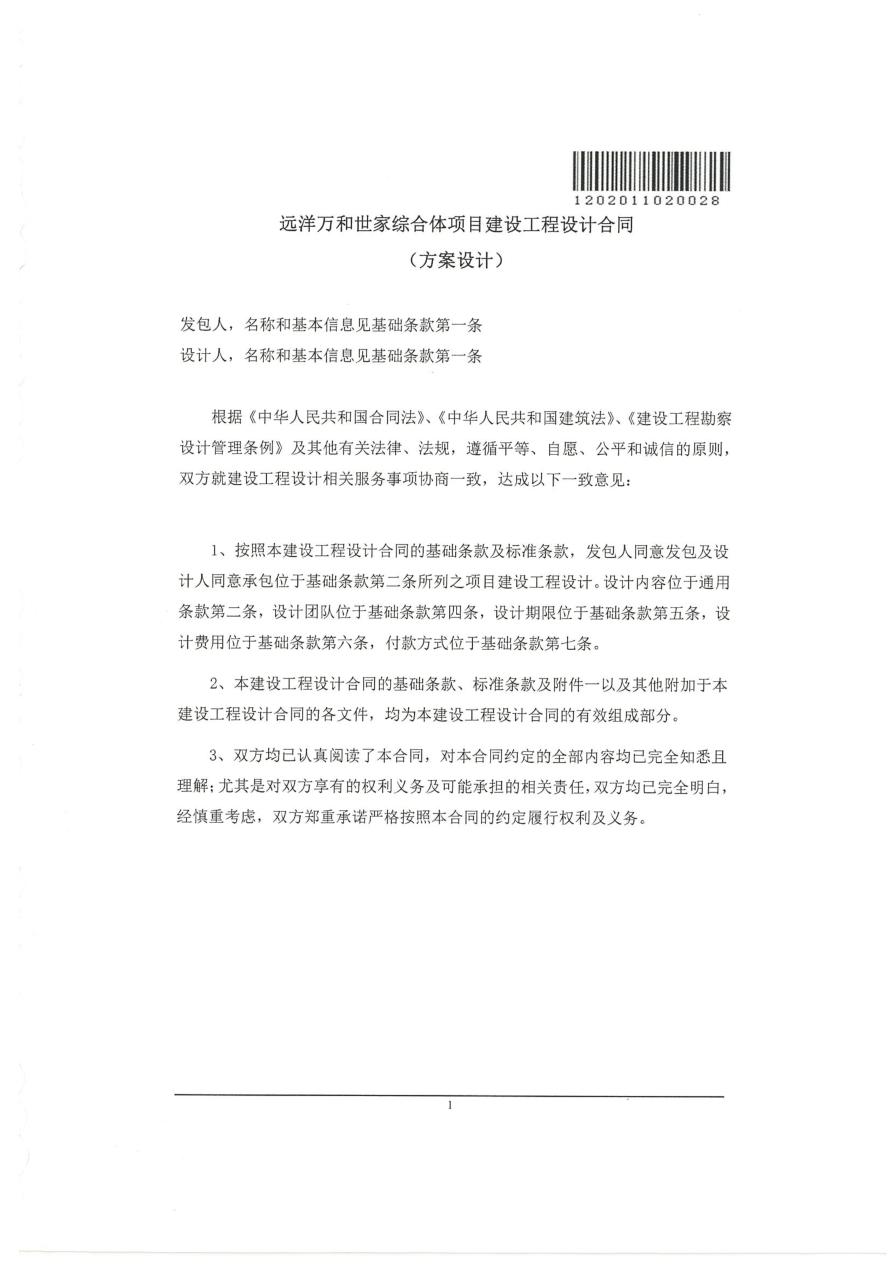 1202011020028
远洋万和世家综合体项目建设工程设计合同
（方案设计）
发包人，名称和基本信息见基础条款第一条
设计人，名称和基本信息见基础条款第一条
根据《中华人民共和国合同法》、《中华人民共和国建筑法》、《建设工程勘察
设计管理条例》及其他有关法律、法规，遵循平等、自愿、公平和诚信的原则，
双方就建设工程设计相关服务事项协商一致，达成以下一致意见：
1、按照本建设工程设计合同的基础条款及标准条款，发包人同意发包及设
计人同意承包位于基础条款第二条所列之项目建设工程设计。设计内容位于通用
条款第二条，设计团队位于基础条款第四条，设计期限位于基础条款第五条，设
计费用位于基础条款第六条，付款方式位于基础条款第七条。
2、本建设工程设计合同的基础条款、标准条款及附件一以及其他附加于本
建设工程设计合同的各文件，均为本建设工程设计合同的有效组成部分。
3、双方均已认真阅读了本合同，对本合同约定的全部内容均已完全知悉且
理解；尤其是对双方享有的权利义务及可能承担的相关责任，双方均已完全明白，
经慎重考虑，双方郑重承诺严格按照本合同的约定履行权利及义务。
1